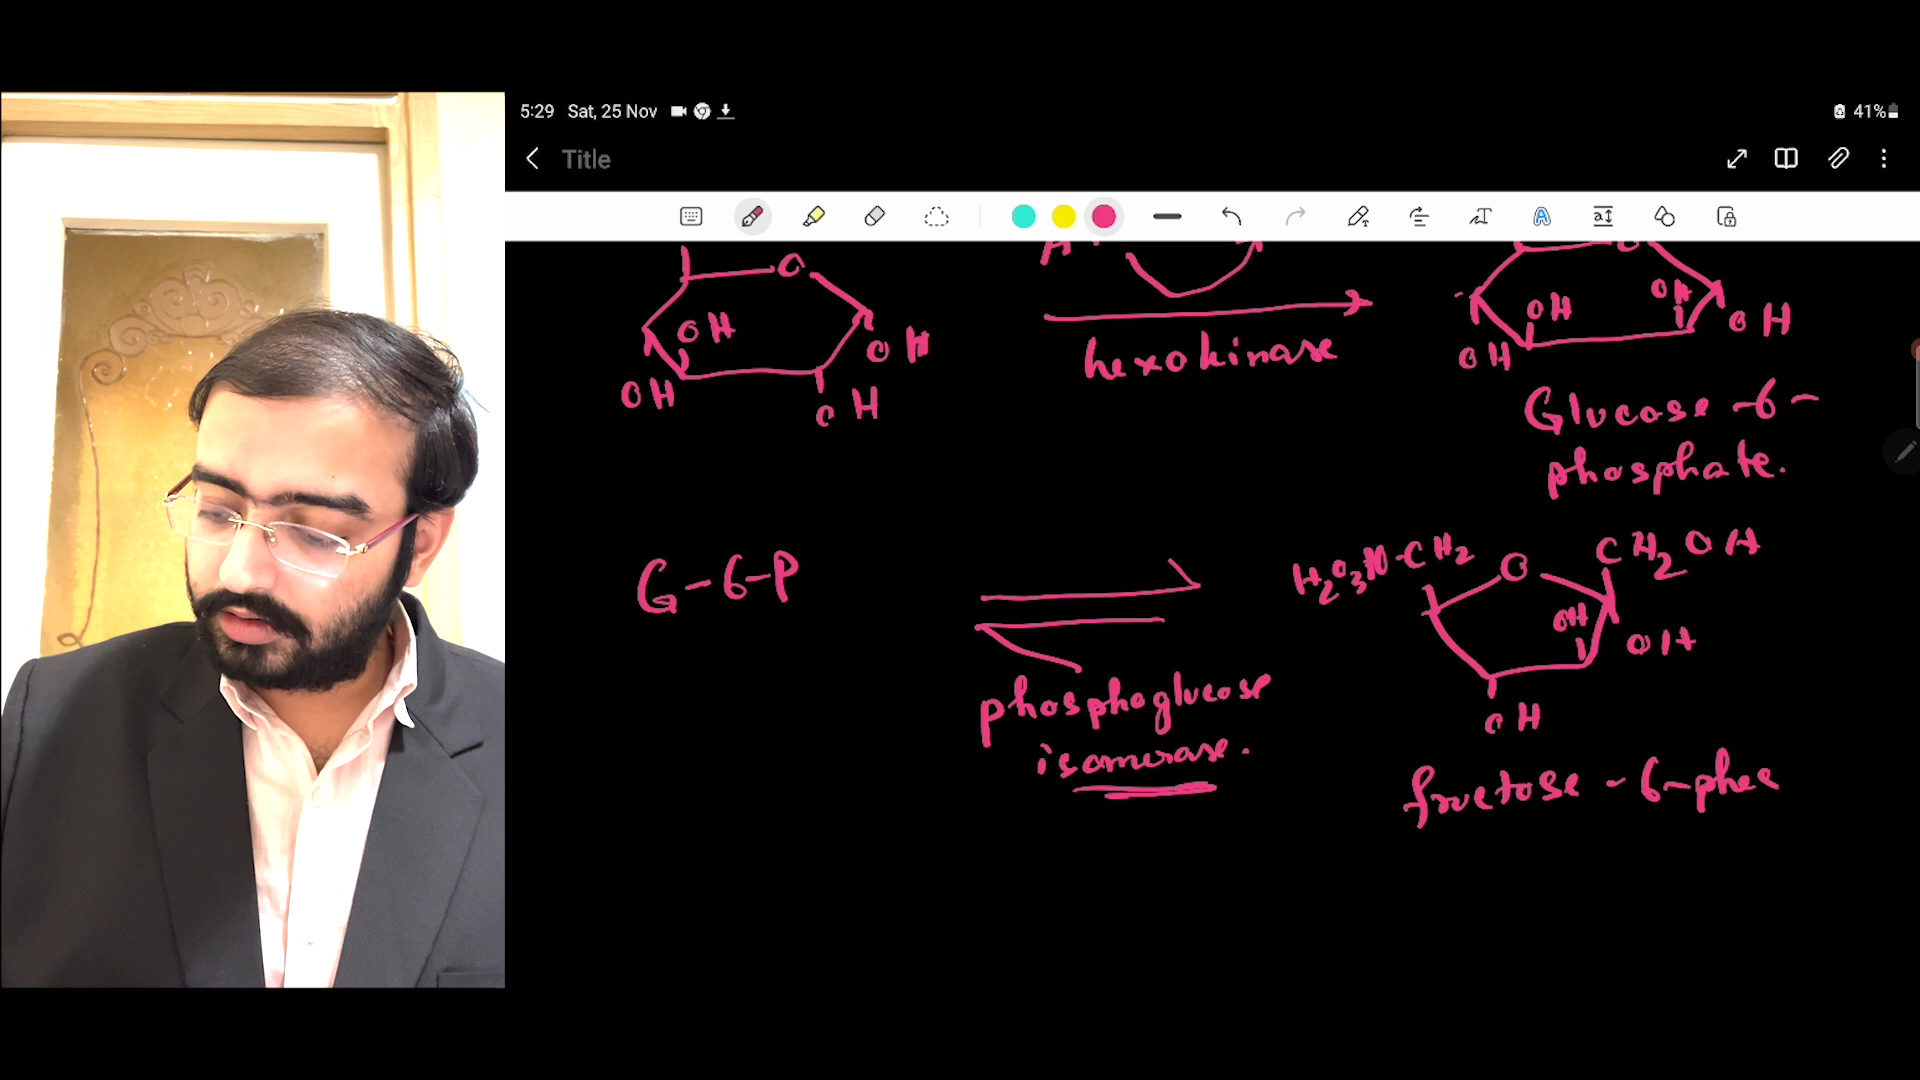 5:29 Sat, 25 Nov
41%
Title
O
OH
OH
OH
OH
hexokinase
OH
OH
OH
OH
Glucose-6-
phosphate.
G-6-P
phosphoglucose
isomerase.
CH2
O
CH2OH
OH
OH
OH
fructose-6-phos